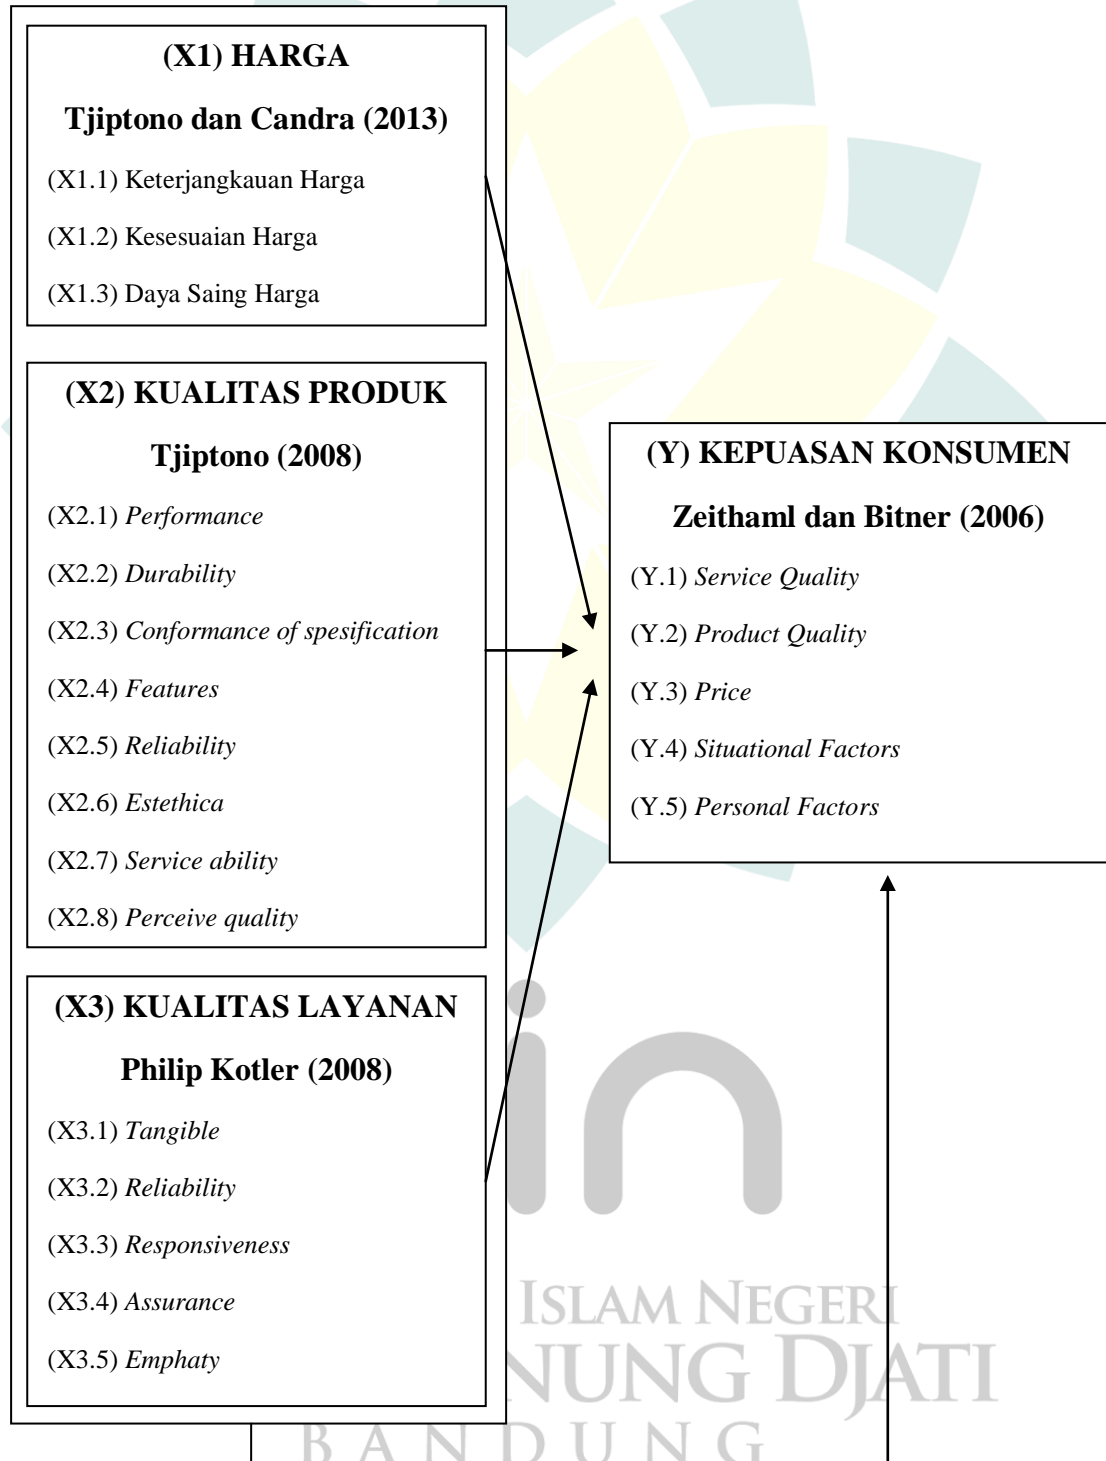 (X1) HARGA
Tjiptono dan Candra (2013)
(X1.1) Keterjangkauan Harga
(X1.2) Kesesuaian Harga
(X1.3) Daya Saing Harga
(X2) KUALITAS PRODUK
Tjiptono (2008)
(X2.1) Performance
(X2.2) Durability
(X2.3) Conformance of spesification
(X2.4) Features
(X2.5) Reliability
(X2.6) Estethica
(X2.7) Service ability
(X2.8) Perceive quality
(X3) KUALITAS LAYANAN
Philip Kotler (2008)
(X3.1) Tangible
(X3.2) Reliability
(X3.3) Responsiveness
(X3.4) Assurance
(X3.5) Emphaty
(Y) KEPUASAN KONSUMEN
Zeithaml dan Bitner (2006)
(Y.1) Service Quality
(Y.2) Product Quality
(Y.3) Price
(Y.4) Situational Factors
(Y.5) Personal Factors
in
ISLAM NEGERI
NUNG DJATI
BANDUNG